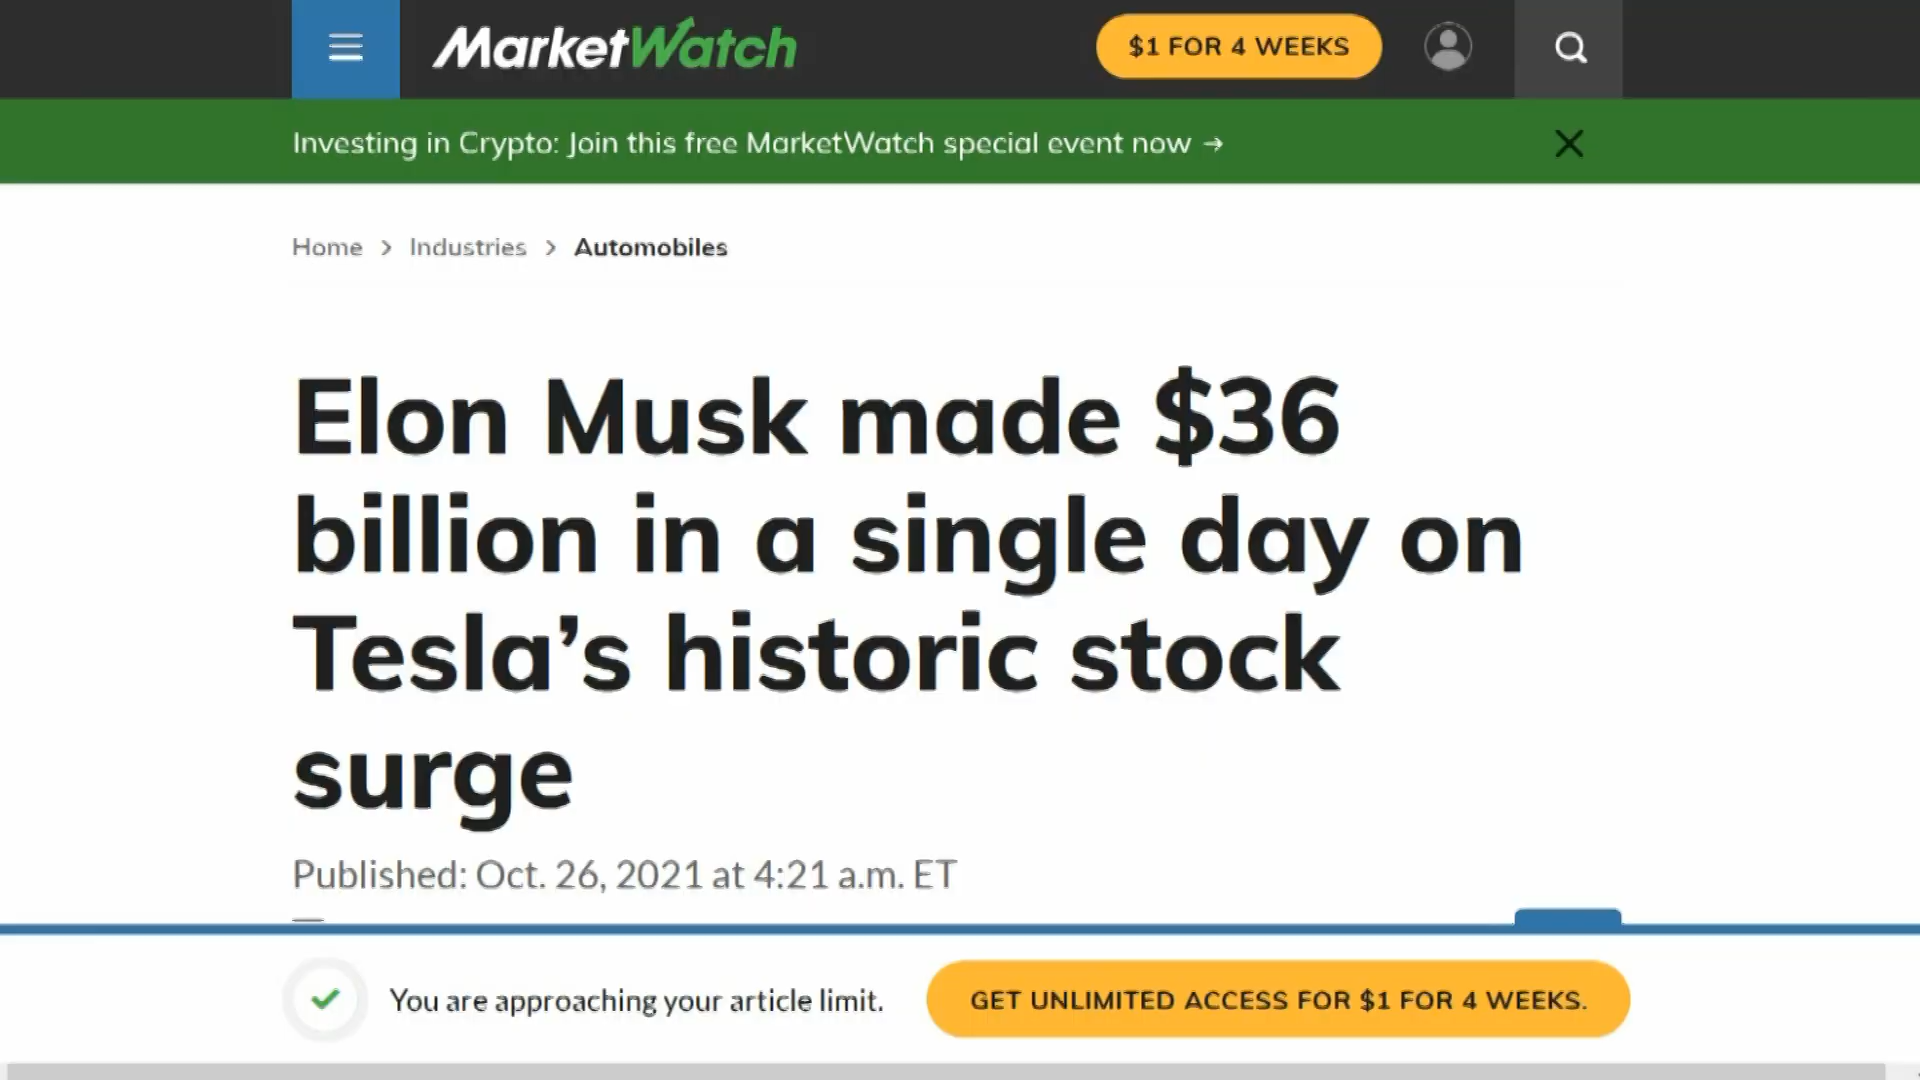 MarketWatch
$1 FOR 4 WEEKS
Investing in Crypto: Join this free MarketWatch special event now →
Home > Industries > Automobiles
Elon Musk made $36
billion in a single day on
Tesla’s historic stock
surge
Published: Oct. 26, 2021 at 4:21 a.m. ET
You are approaching your article limit.
GET UNLIMITED ACCESS FOR $1 FOR 4 WEEKS.